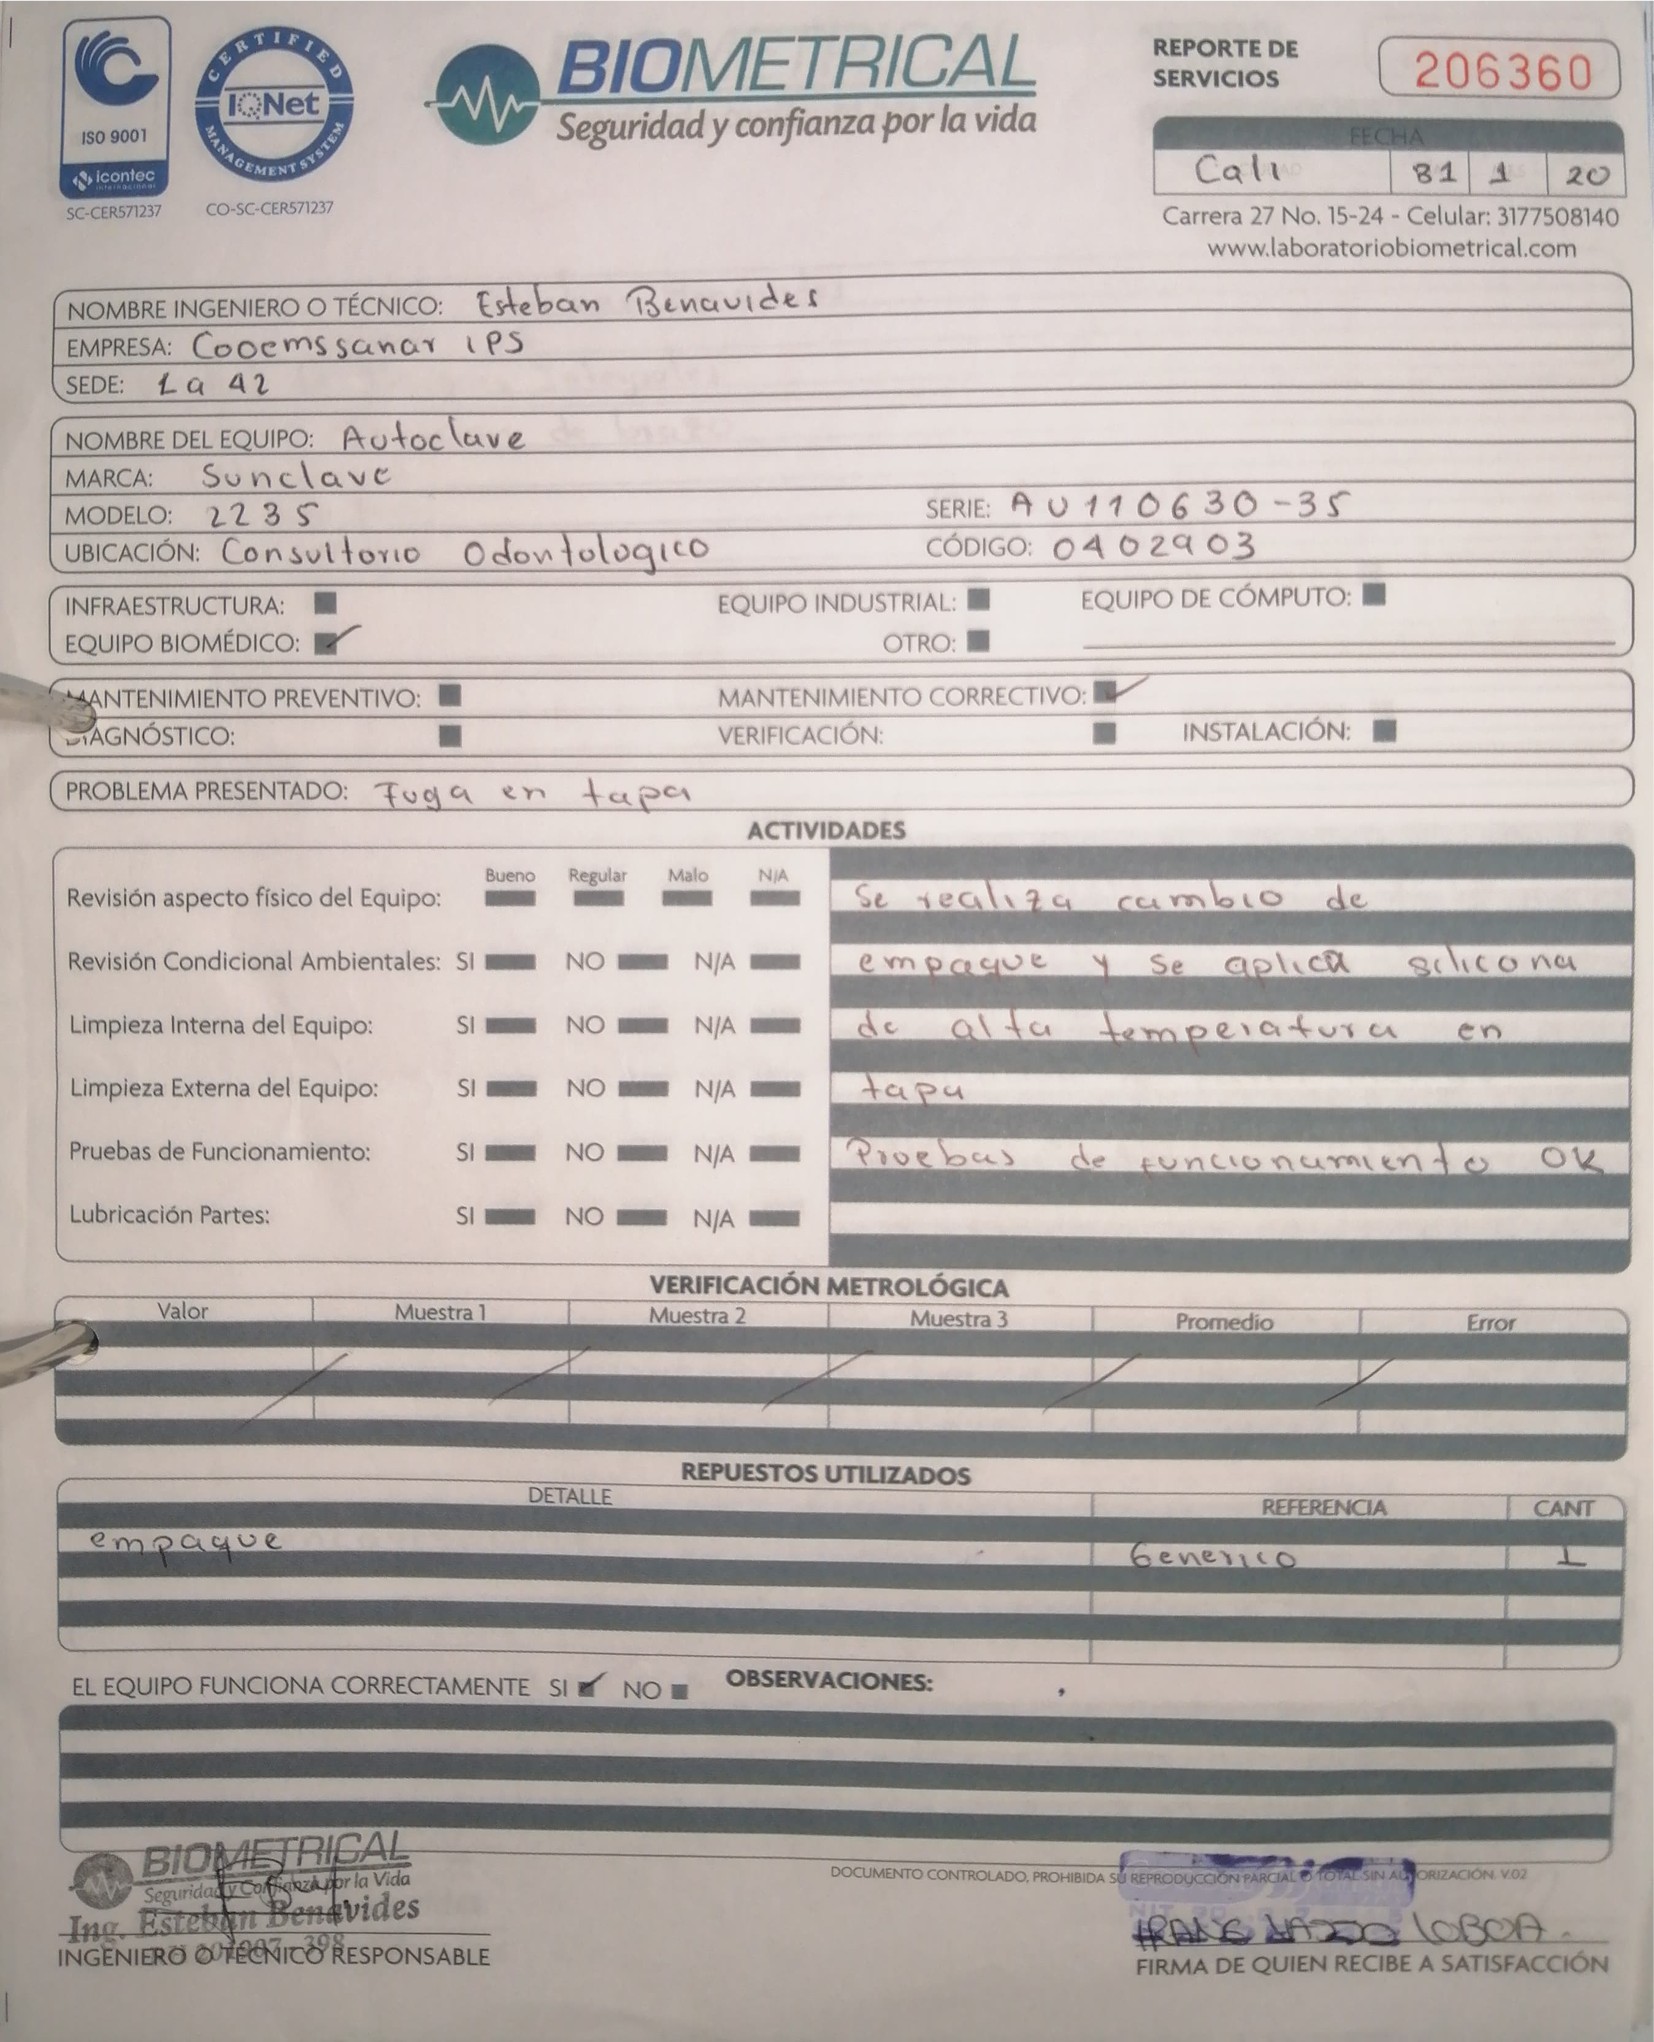 ISO 9001
icontec
internacional
SC-CER571237
CERTIFIED
IQNet
MANAGEMENT SYSTEM
CO-SC-CER571237
BIOMETRICAL
Seguridad y confianza por la vida
REPORTE DE
SERVICIOS
206360
FECHA
Cali 31 1 20
Carrera 27 No. 15-24 - Celular: 3177508140
www.laboratoriobiometrical.com
NOMBRE INGENIERO O TÉCNICO: Esteban Benavides
EMPRESA: Cooemssanar IPS
SEDE: La 42
NOMBRE DEL EQUIPO: Autoclave
MARCA: Sunclave
MODELO: 2235 SERIE: AU110630-35
UBICACIÓN: Consultorio Odontologico CÓDIGO: 0402903
INFRAESTRUCTURA: EQUIPO INDUSTRIAL: EQUIPO DE CÓMPUTO:
EQUIPO BIOMÉDICO: ✓ OTRO:
MANTENIMIENTO PREVENTIVO: MANTENIMIENTO CORRECTIVO: ✓
DIAGNÓSTICO: VERIFICACIÓN: INSTALACIÓN:
PROBLEMA PRESENTADO: Fuga en tapa
ACTIVIDADES
Bueno Regular Malo N/A
Revisión aspecto físico del Equipo: Se realiza cambio de
Revisión Condicional Ambientales: SI NO N/A empaque y se aplica silicona
Limpieza Interna del Equipo: SI NO N/A de alta temperatura en
Limpieza Externa del Equipo: SI NO N/A tapa
Pruebas de Funcionamiento: SI NO N/A Pruebas de funcionamiento OK
Lubricación Partes: SI NO N/A
VERIFICACIÓN METROLÓGICA
Valor Muestra 1 Muestra 2 Muestra 3 Promedio Error
REPUESTOS UTILIZADOS
DETALLE REFERENCIA CANT
empaque Generico 1
EL EQUIPO FUNCIONA CORRECTAMENTE SI ✓ NO OBSERVACIONES:
DOCUMENTO CONTROLADO, PROHIBIDA SU REPRODUCCIÓN PARCIAL O TOTAL SIN AUTORIZACIÓN. V.02
BIOMETRICAL
Seguridad y Confianza por la Vida
Ing. Esteban Benavides
INGENIERO O TÉCNICO RESPONSABLE
LOBOA
FIRMA DE QUIEN RECIBE A SATISFACCIÓN